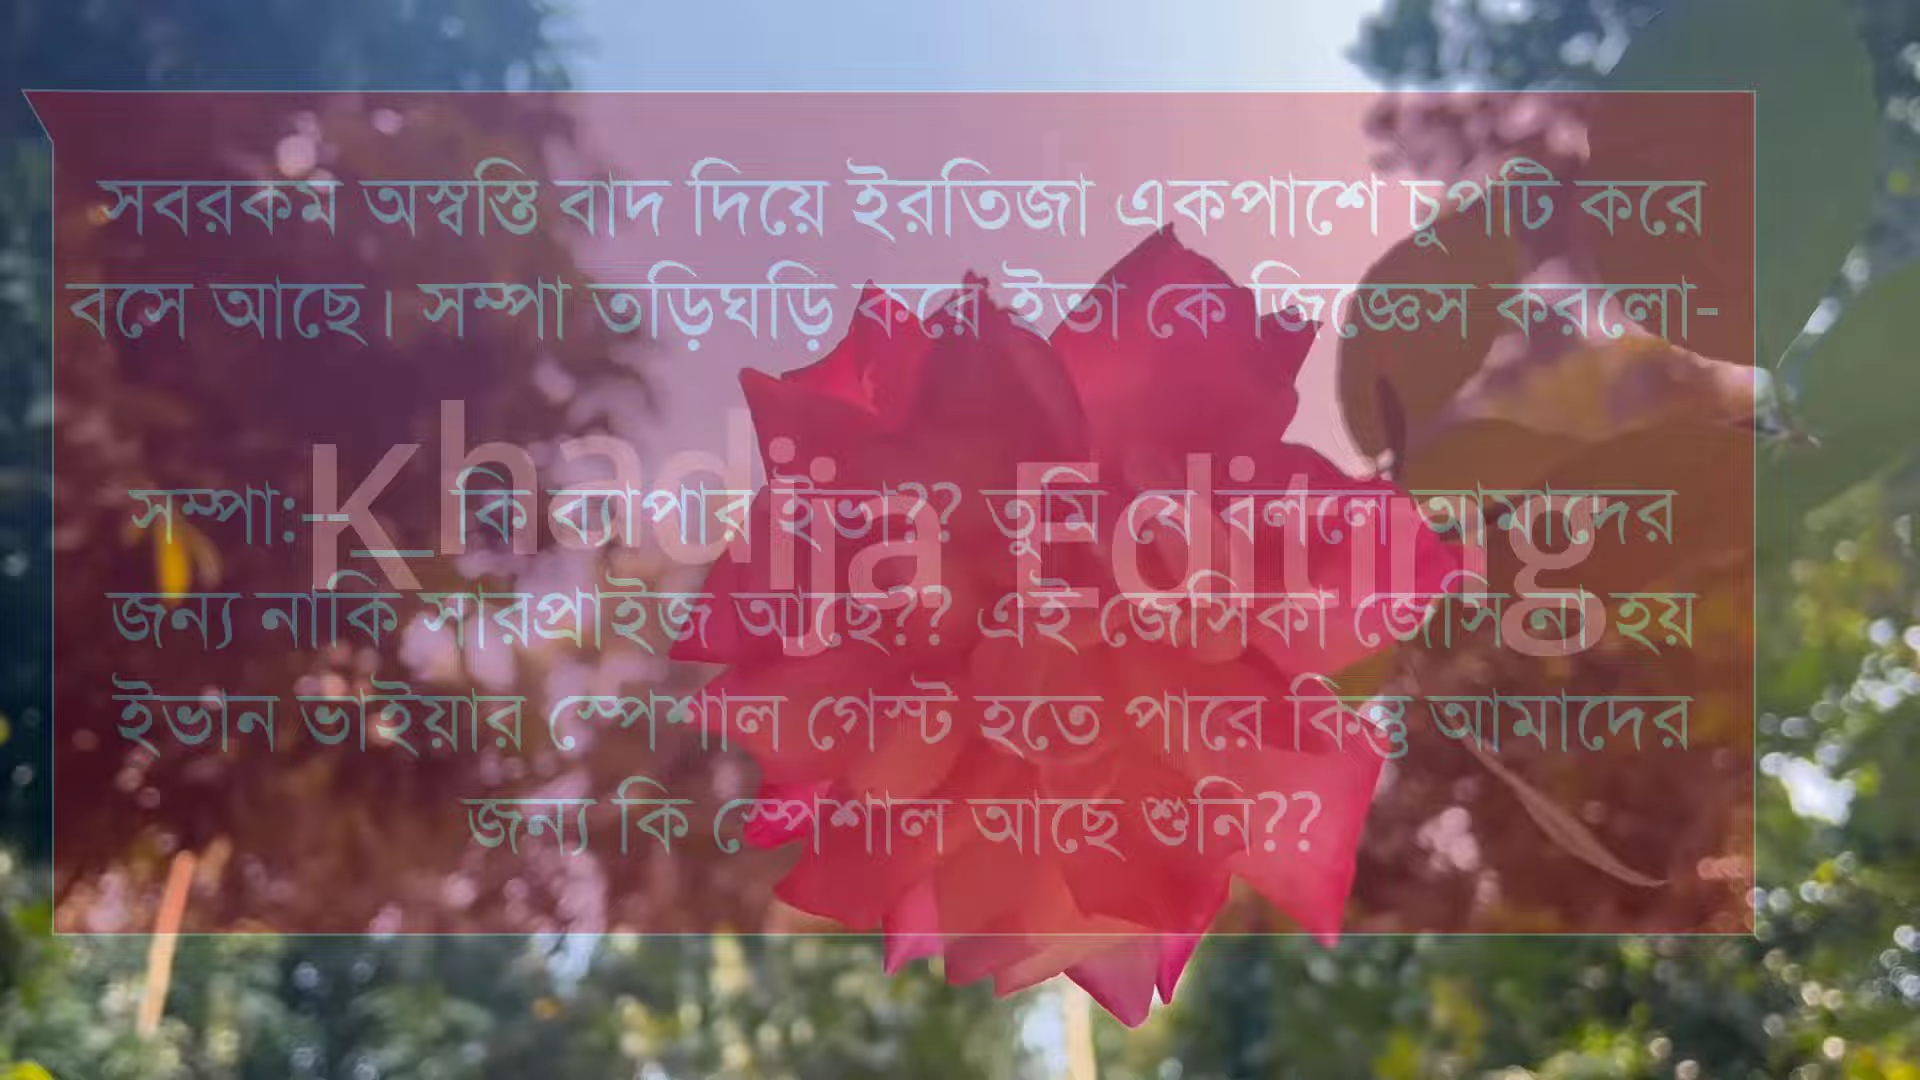 সবরকম অস্বস্তি বাদ দিয়ে ইরতিজা একপাশে চুপটি করে
বসে আছে। সম্পা তড়িঘড়ি করে ইভা কে জিজ্ঞেস করলো-
Khadija Editing
সম্পা:--__ কি ব্যাপার ইভা?? তুমি যে বললে আমাদের
জন্য নাকি সারপ্রাইজ আছে?? এই জেসিকা জেসি না হয়
ইভান ভাইয়ার স্পেশাল গেস্ট হতে পারে কিন্তু আমাদের
জন্য কি স্পেশাল আছে শুনি??